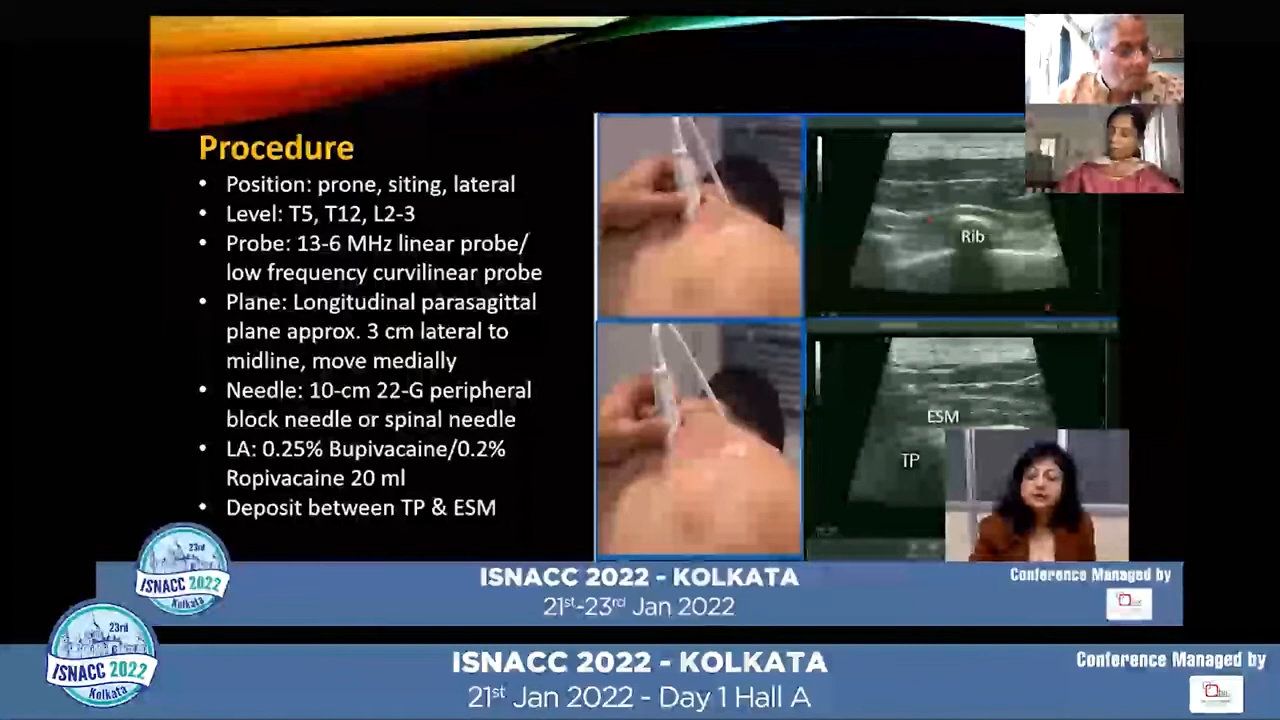 Procedure
• Position: prone, siting, lateral
• Level: T5, T12, L2-3
• Probe: 13-6 MHz linear probe/
low frequency curvilinear probe
• Plane: Longitudinal parasagittal
plane approx. 3 cm lateral to
midline, move medially
• Needle: 10-cm 22-G peripheral
block needle or spinal needle
• LA: 0.25% Bupivacaine/0.2%
Ropivacaine 20 ml
• Deposit between TP & ESM
Rib
ESM
TP
23rd
ISNACC 2022
Kolkata
ISNACC 2022 - KOLKATA
21st-23rd Jan 2022
Conference Managed by
23rd
ISNACC 2022
Kolkata
ISNACC 2022 - KOLKATA
21st Jan 2022 - Day 1 Hall A
Conference Managed by